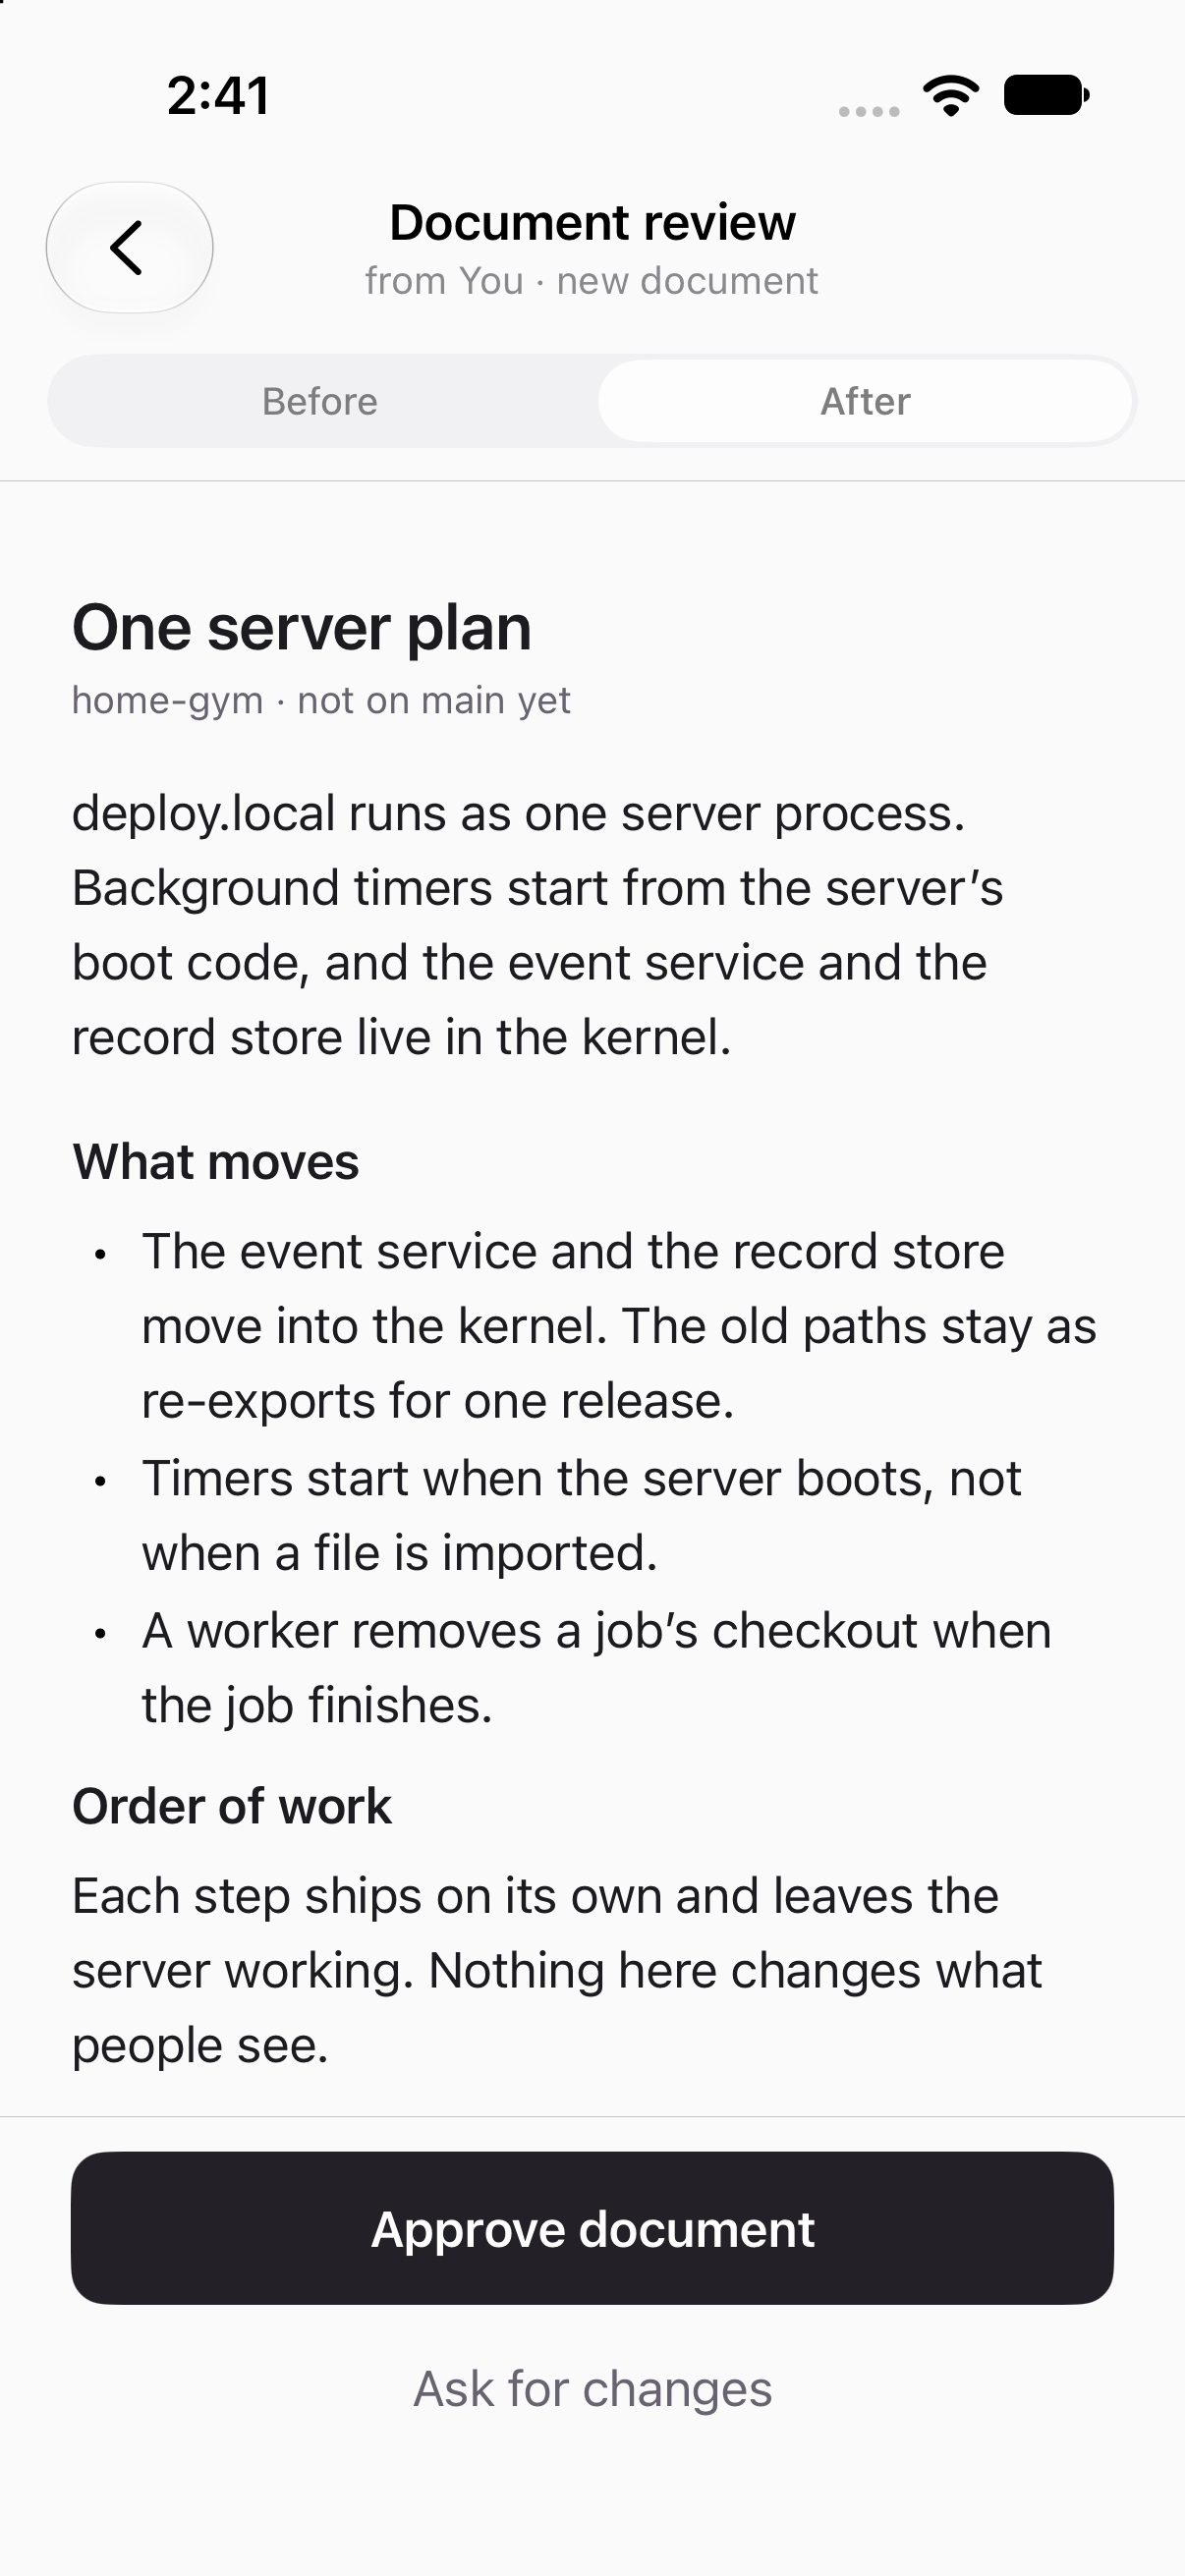 2:41
Document review
from You · new document
Before
After
One server plan
home-gym · not on main yet
deploy.local runs as one server process.
Background timers start from the server’s
boot code, and the event service and the
record store live in the kernel.
What moves
• The event service and the record store
move into the kernel. The old paths stay as
re-exports for one release.
• Timers start when the server boots, not
when a file is imported.
• A worker removes a job’s checkout when
the job finishes.
Order of work
Each step ships on its own and leaves the
server working. Nothing here changes what
people see.
Approve document
Ask for changes